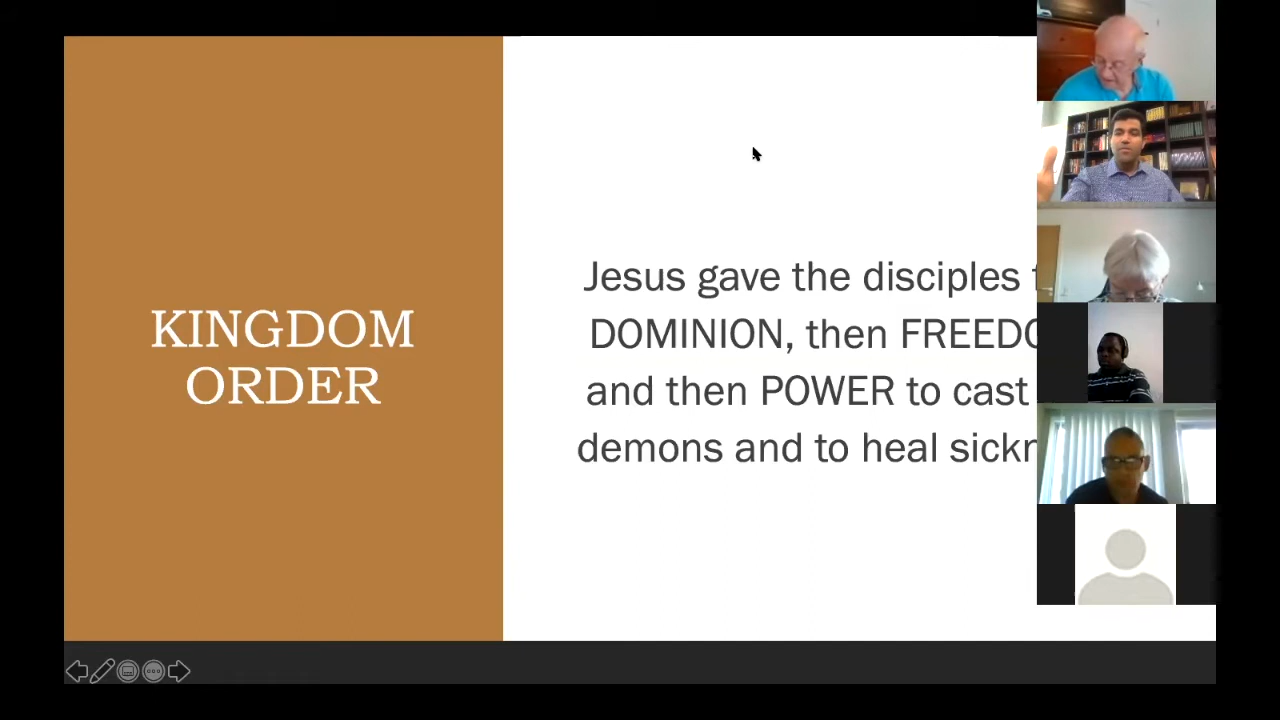 KINGDOM
ORDER
Jesus gave the disciples
DOMINION, then
and then POWER to cast
demons and to heal